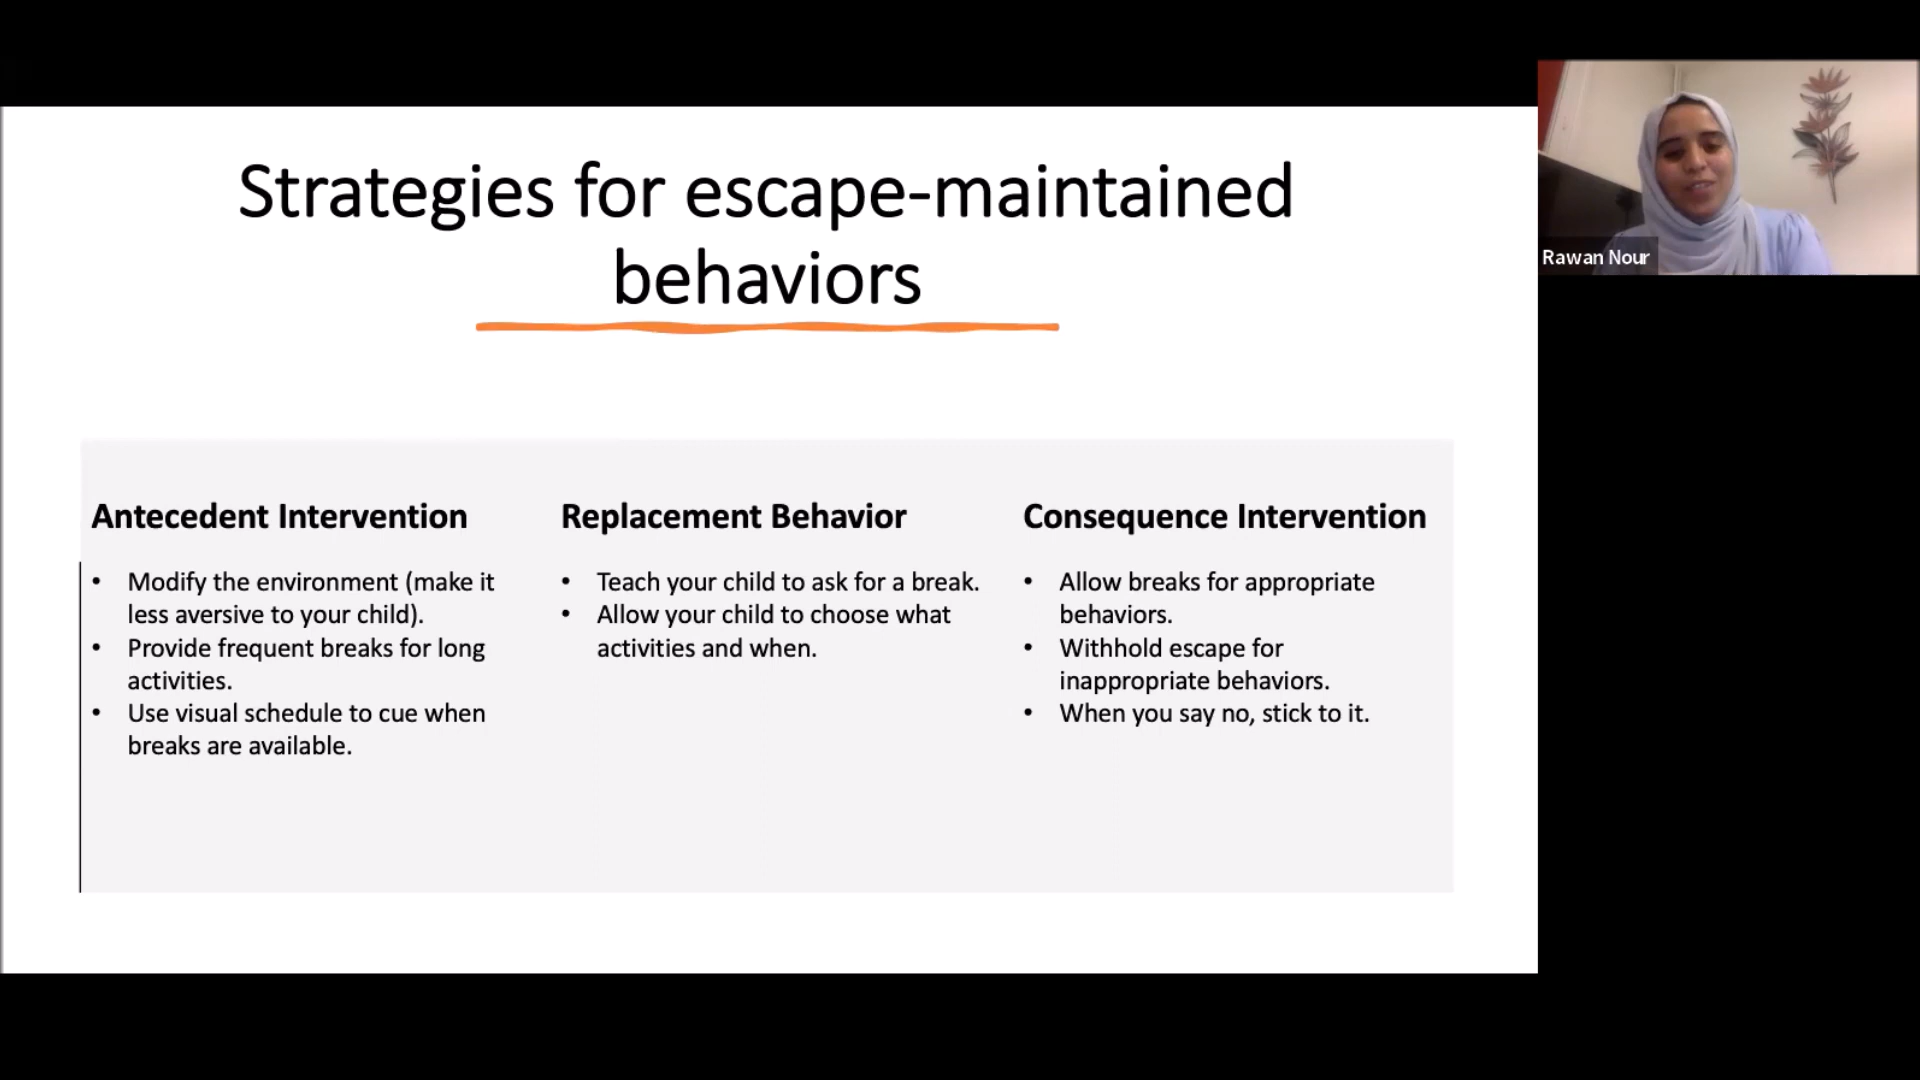 Strategies for escape-maintained
behaviors
Antecedent Intervention
• Modify the environment (make it
less aversive to your child).
• Provide frequent breaks for long
activities.
• Use visual schedule to cue when
breaks are available.
Replacement Behavior
• Teach your child to ask for a break.
• Allow your child to choose what
activities and when.
Consequence Intervention
• Allow breaks for appropriate
behaviors.
• Withhold escape for
inappropriate behaviors.
• When you say no, stick to it.
Rawan Nour